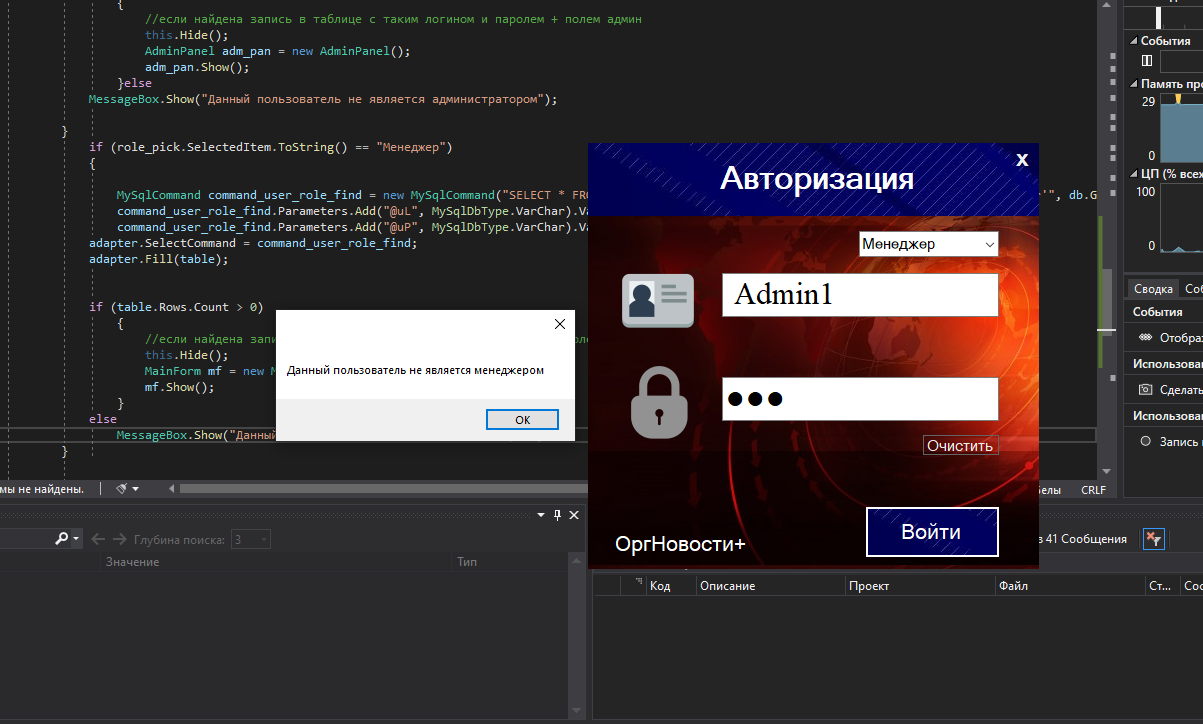 {
//если найдена запись в таблице с таким логином и паролем + полем админ
this.Hide();
AdminPanel adm_pan = new AdminPanel();
adm_pan.Show();
}else
MessageBox.Show("Данный пользователь не является администратором");
}
if (role_pick.SelectedItem.ToString() == "Менеджер")
{
MySqlCommand command_user_role_find = new MySqlCommand("SELECT * FRO
'", db.G
command_user_role_find.Parameters.Add("@uL", MySqlDbType.VarChar).Va
command_user_role_find.Parameters.Add("@uP", MySqlDbType.VarChar).Va
adapter.SelectCommand = command_user_role_find;
adapter.Fill(table);
if (table.Rows.Count > 0)
{
//если найдена запи
this.Hide();
MainForm mf = new M
mf.Show();
}
else
MessageBox.Show("Данный
}
Данный пользователь не является менеджером
OK
Авторизация
x
Менеджер
Admin1
Очистить
Войти
ОргНовости+
События
Память про
29
0
ЦП (% всех
100
0
Сводка
Соб
События
Отображ
Использован
Сделать
Использован
Запись п
мы не найдены.
белы
CRLF
Глубина поиска:
3
Значение
Тип
з 41 Сообщения
Код
Описание
Проект
Файл
Ст...
Сос